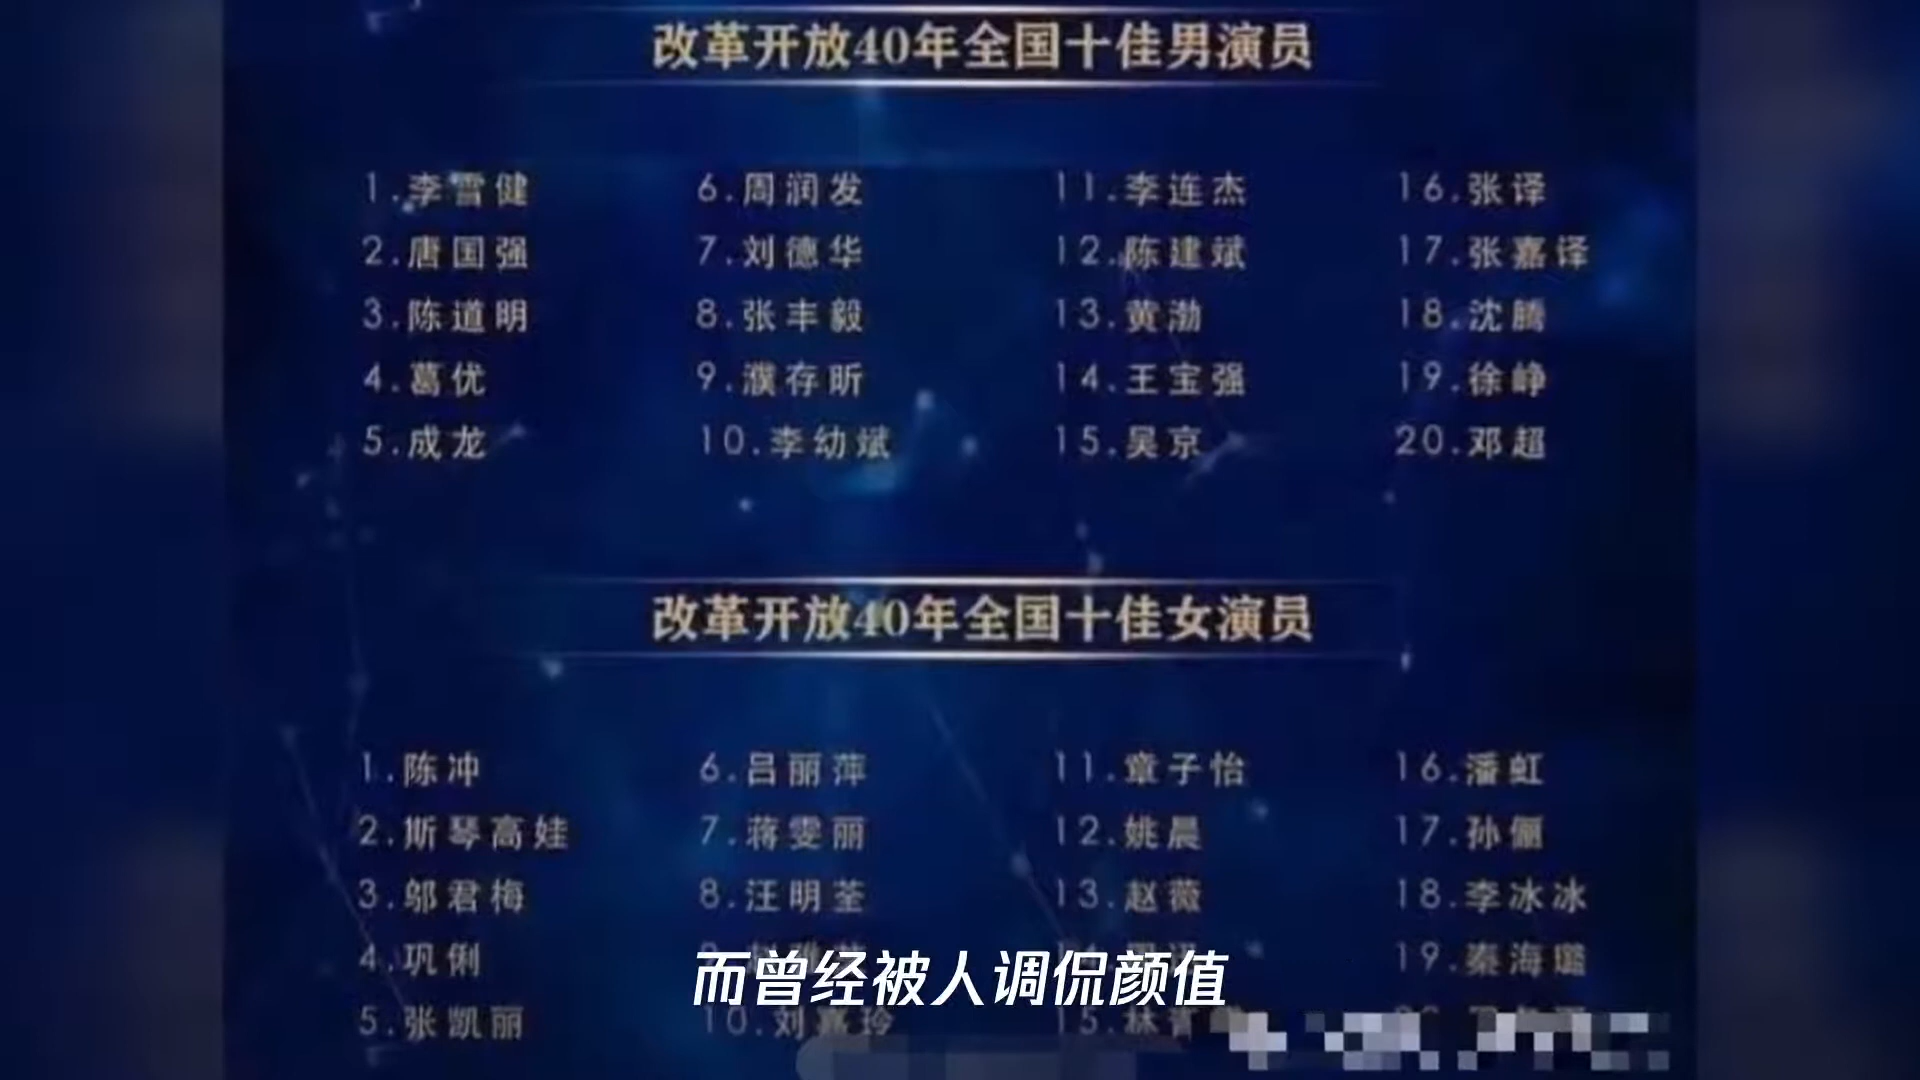 改革开放40年全国十佳男演员
1.李雪健 6.周润发 11.李连杰 16.张译
2.唐国强 7.刘德华 12.陈建斌 17.张嘉译
3.陈道明 8.张丰毅 13.黄渤 18.沈腾
4.葛优 9.濮存昕 14.王宝强 19.徐峥
5.成龙 10.李幼斌 15.吴京 20.邓超
改革开放40年全国十佳女演员
1.陈冲 6.吕丽萍 11.章子怡 16.潘虹
2.斯琴高娃 7.蒋雯丽 12.姚晨 17.孙俪
3.邬君梅 8.汪明荃 13.赵薇 18.李冰冰
4.巩俐 19.秦海璐
而曾经被人调侃颜值
5.张凯丽 10.刘嘉玲 15.林青